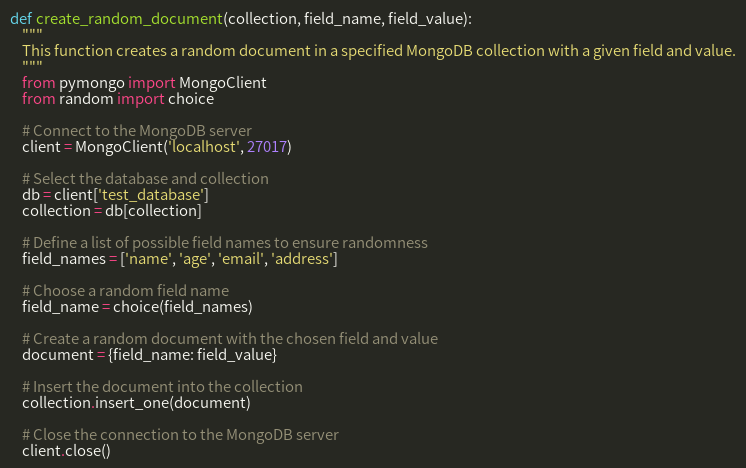 def create_random_document(collection, field_name, field_value):
    """
    This function creates a random document in a specified MongoDB collection with a given field and value.
    """
    from pymongo import MongoClient
    from random import choice

    # Connect to the MongoDB server
    client = MongoClient('localhost', 27017)

    # Select the database and collection
    db = client['test_database']
    collection = db[collection]

    # Define a list of possible field names to ensure randomness
    field_names = ['name', 'age', 'email', 'address']

    # Choose a random field name
    field_name = choice(field_names)

    # Create a random document with the chosen field and value
    document = {field_name: field_value}

    # Insert the document into the collection
    collection.insert_one(document)

    # Close the connection to the MongoDB server
    client.close()